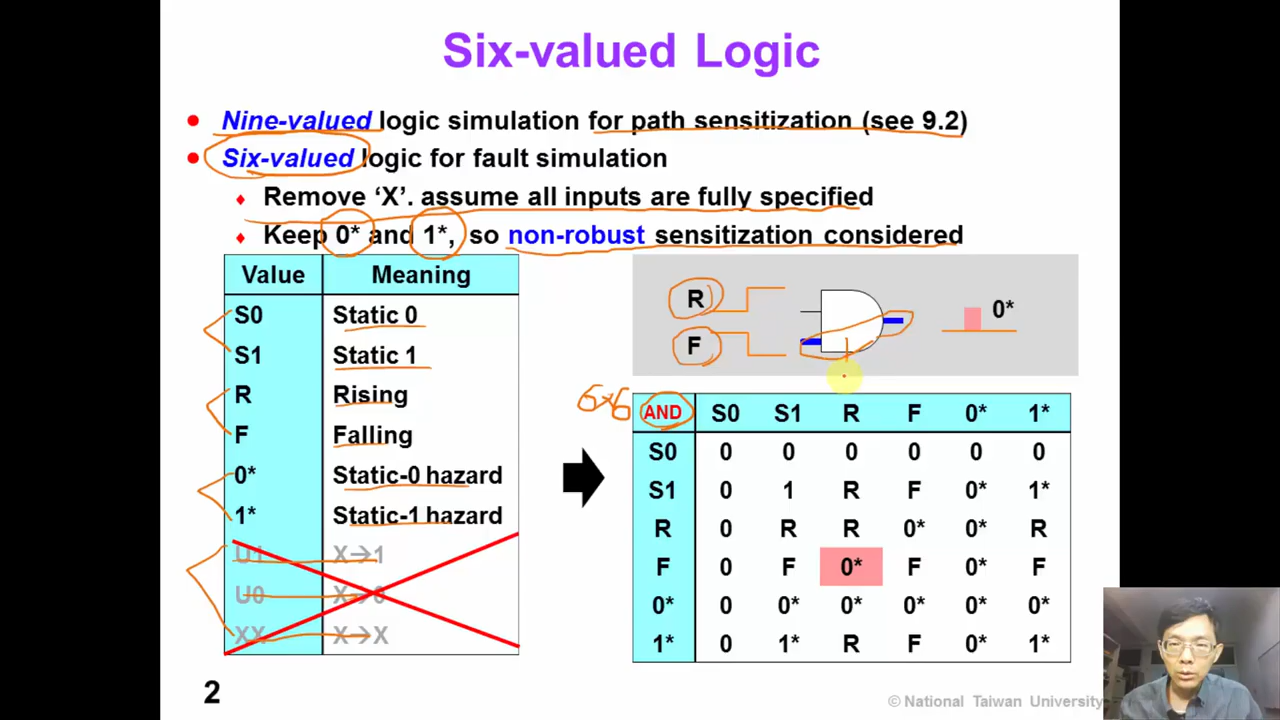 Six-valued Logic
• Nine-valued logic simulation for path sensitization (see 9.2)
• Six-valued logic for fault simulation
♦ Remove ‘X’. assume all inputs are fully specified
♦ Keep 0* and 1*, so non-robust sensitization considered
Value Meaning
S0 Static 0
S1 Static 1
R Rising
F Falling
0* Static-0 hazard
1* Static-1 hazard
U1 X→1
U0 X→0
XX X→X
R
F
0*
6×6
AND S0 S1 R F 0* 1*
S0 0 0 0 0 0 0
S1 0 1 R F 0* 1*
R 0 R R 0* 0* R
F 0 F 0* F 0* F
0* 0 0* 0* 0* 0* 0*
1* 0 1* R F 0* 1*
2
© National Taiwan University